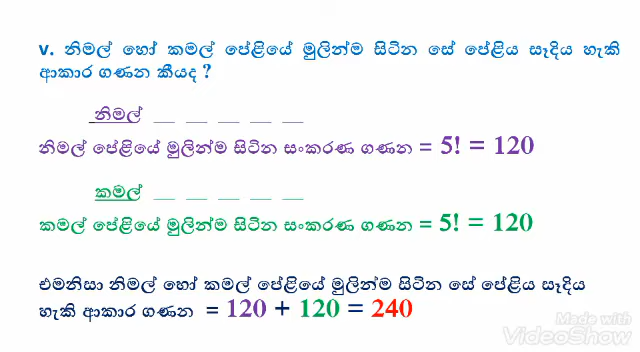 v. නිමල් හෝ කමල් පේළියේ මුලින්ම සිටින සේ පේළිය සෑදිය හැකි
ආකාර ගණන කීයද ?
නිමල් __ __ __ __ __
නිමල් පේළියේ මුලින්ම සිටින සංකරණ ගණන = 5! = 120
කමල් __ __ __ __ __
කමල් පේළියේ මුලින්ම සිටින සංකරණ ගණන = 5! = 120
එමනිසා නිමල් හෝ කමල් පේළියේ මුලින්ම සිටින සේ පේළිය සෑදිය
හැකි ආකාර ගණන = 120 + 120 = 240
Made with
VideoShow